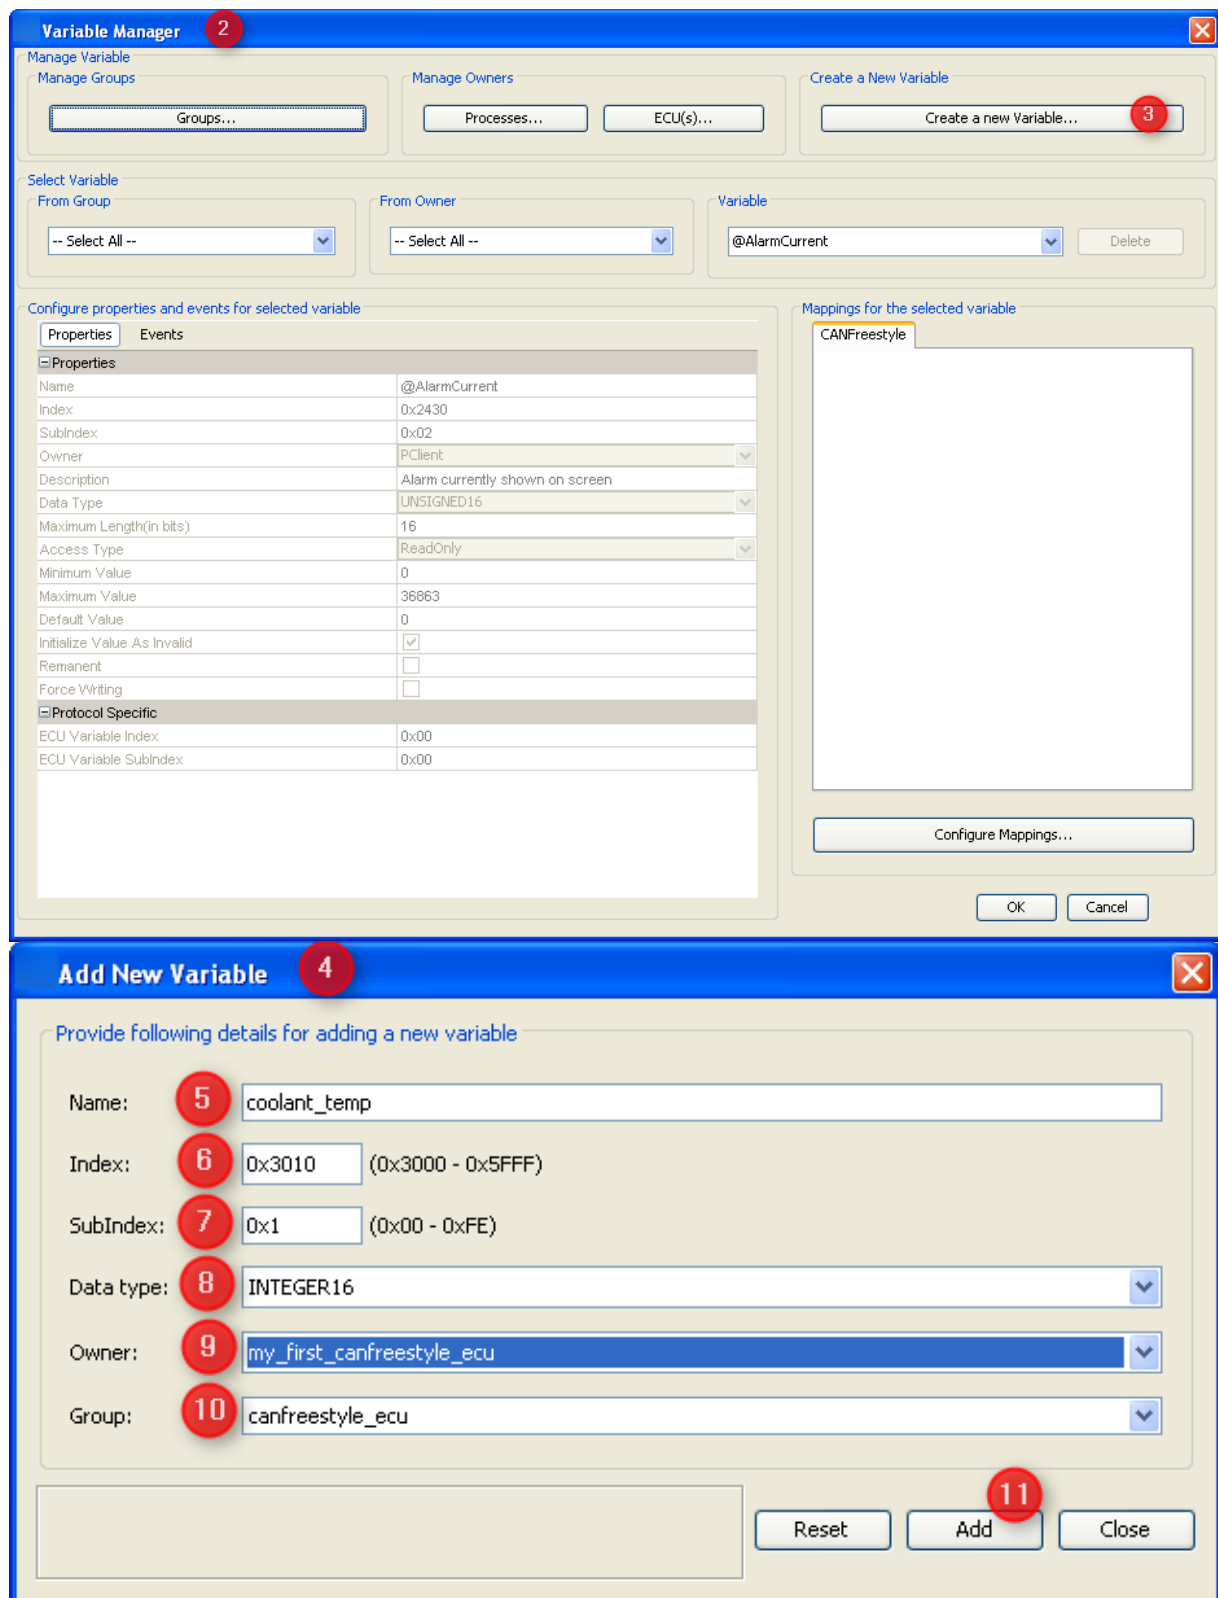 Variable Manager 2
Manage Variable
Manage Groups Manage Owners Create a New Variable
Groups... Processes... ECU(s)... Create a new Variable... 3
Select Variable
From Group From Owner Variable
-- Select All -- -- Select All -- @AlarmCurrent Delete
Configure properties and events for selected variable Mappings for the selected variable
Properties Events CANFreestyle
Properties
Name @AlarmCurrent
Index 0x2430
SubIndex 0x02
Owner PClient
Description Alarm currently shown on screen
Data Type UNSIGNED16
Maximum Length(in bits) 16
Access Type ReadOnly
Minimum Value 0
Maximum Value 36863
Default Value 0
Initialize Value As Invalid
Remanent
Force Writing
Protocol Specific
ECU Variable Index 0x00
ECU Variable SubIndex 0x00
Configure Mappings...
OK Cancel
Add New Variable 4
Provide following details for adding a new variable
Name: 5 coolant_temp
Index: 6 0x3010 (0x3000 - 0x5FFF)
SubIndex: 7 0x1 (0x00 - 0xFE)
Data type: 8 INTEGER16
Owner: 9 my_first_canfreestyle_ecu
Group: 10 canfreestyle_ecu
11
Reset Add Close